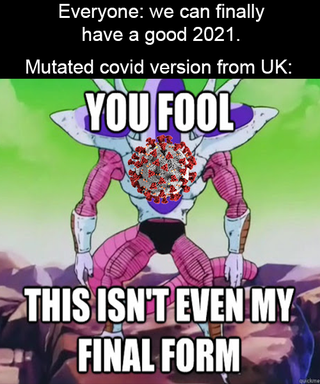 Everyone: we can finally
have a good 2021.
Mutated covid version from UK:
YOU FOOL
THIS ISN'T EVEN MY
FINAL FORM